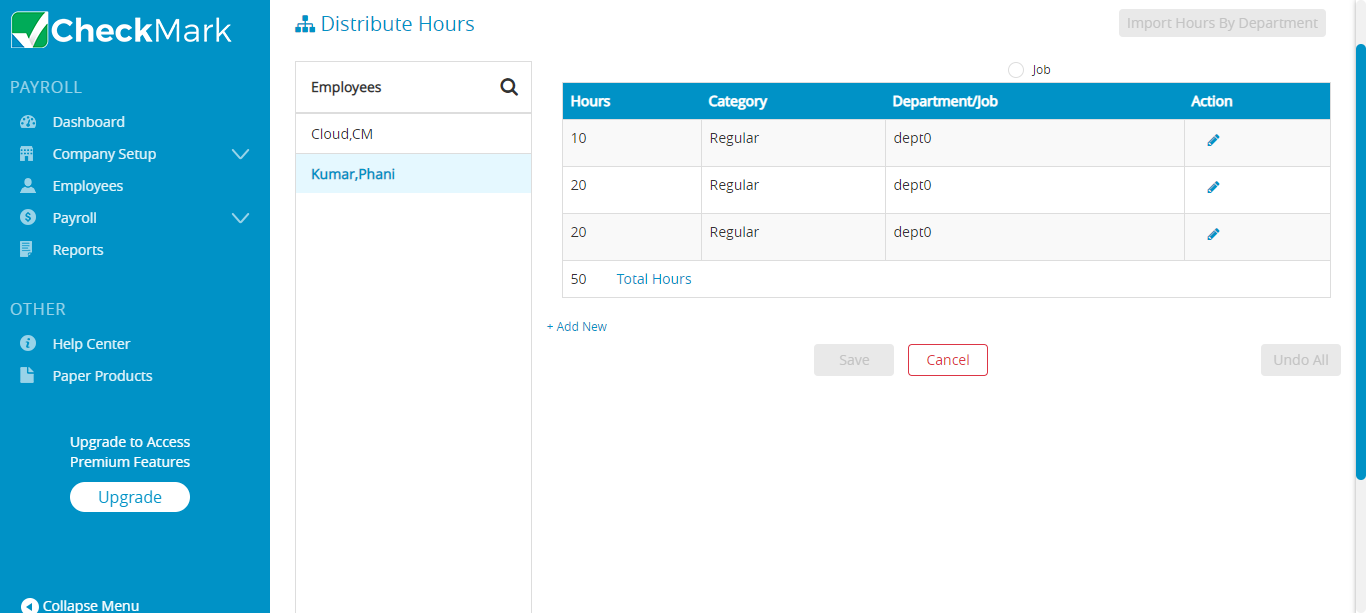 CheckMark
PAYROLL
Dashboard
Company Setup
Employees
Payroll
Reports
OTHER
Help Center
Paper Products
Upgrade to Access
Premium Features
Upgrade
Collapse Menu
Distribute Hours
Import Hours By Department
Employees
Cloud,CM
Kumar,Phani
Job
Hours Category Department/Job Action
10 Regular dept0
20 Regular dept0
20 Regular dept0
50 Total Hours
+ Add New
Save Cancel Undo All